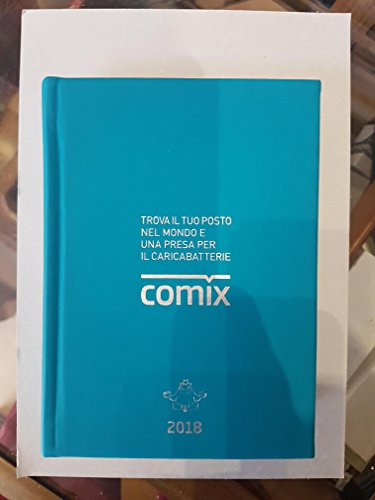 TROVA IL TUO POSTO
NEL MONDO E
UNA PRESA PER
IL CARICABATTERIE
comix
2018